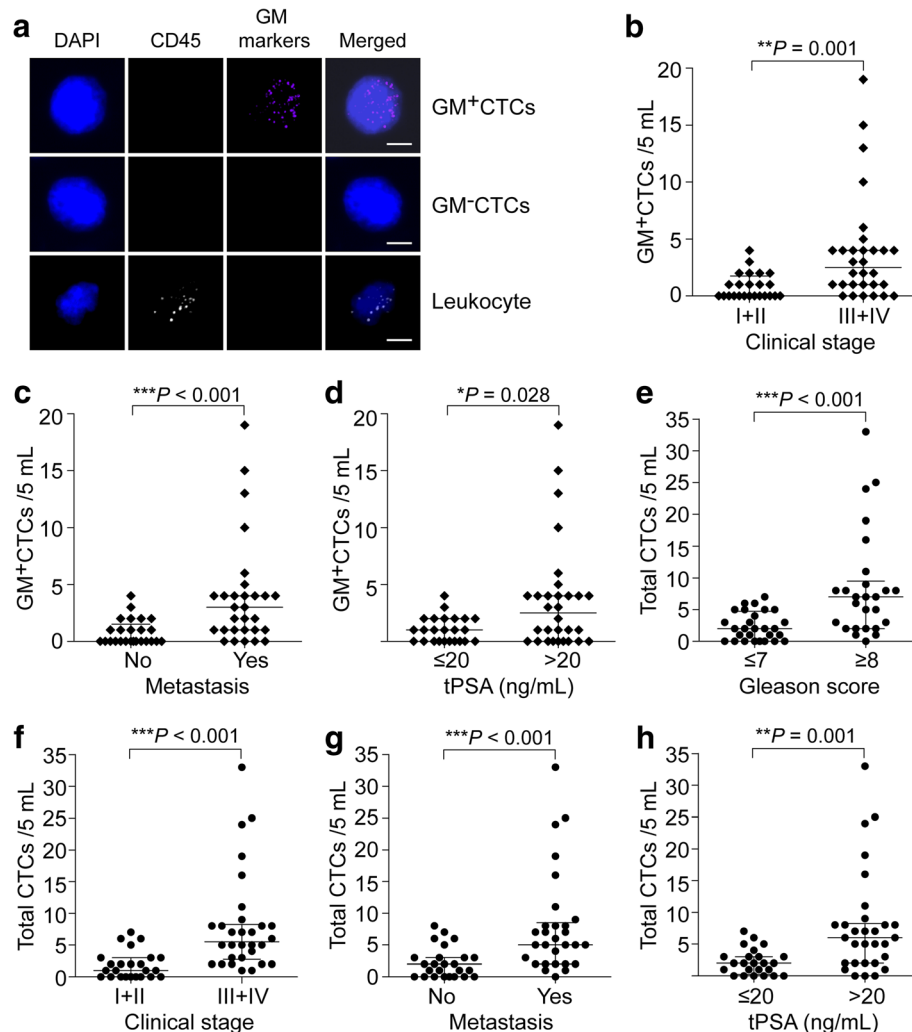 a
DAPI CD45 GM markers Merged
GM⁺CTCs
GM⁻CTCs
Leukocyte
b
**P = 0.001
GM⁺CTCs /5 mL
20
15
10
5
0
I+II III+IV
Clinical stage
c
***P < 0.001
GM⁺CTCs /5 mL
20
15
10
5
0
No Yes
Metastasis
d
*P = 0.028
GM⁺CTCs /5 mL
20
15
10
5
0
≤20 >20
tPSA (ng/mL)
e
***P < 0.001
Total CTCs /5 mL
35
30
25
20
15
10
5
0
≤7 ≥8
Gleason score
f
***P < 0.001
Total CTCs /5 mL
35
30
25
20
15
10
5
0
I+II III+IV
Clinical stage
g
***P < 0.001
Total CTCs /5 mL
35
30
25
20
15
10
5
0
No Yes
Metastasis
h
**P = 0.001
Total CTCs /5 mL
35
30
25
20
15
10
5
0
≤20 >20
tPSA (ng/mL)